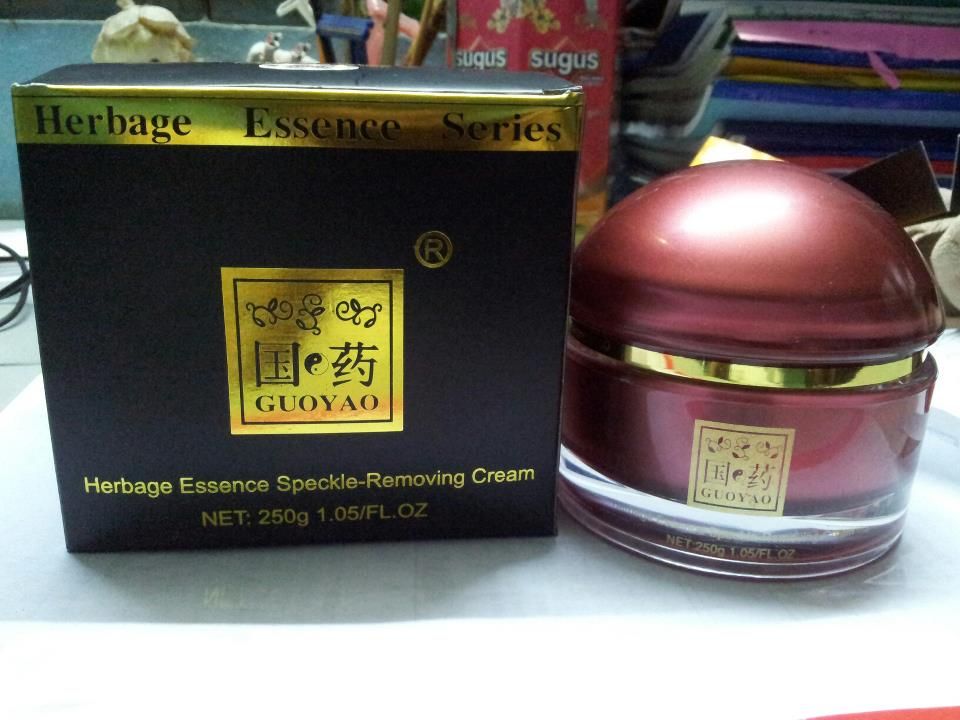 sugus
sugus
Herbage Essence Series
®
国药
GUOYAO
Herbage Essence Speckle-Removing Cream
NET: 250g 1.05/FL.OZ
国药
GUOYAO
NET:250g 1.05/FL.OZ